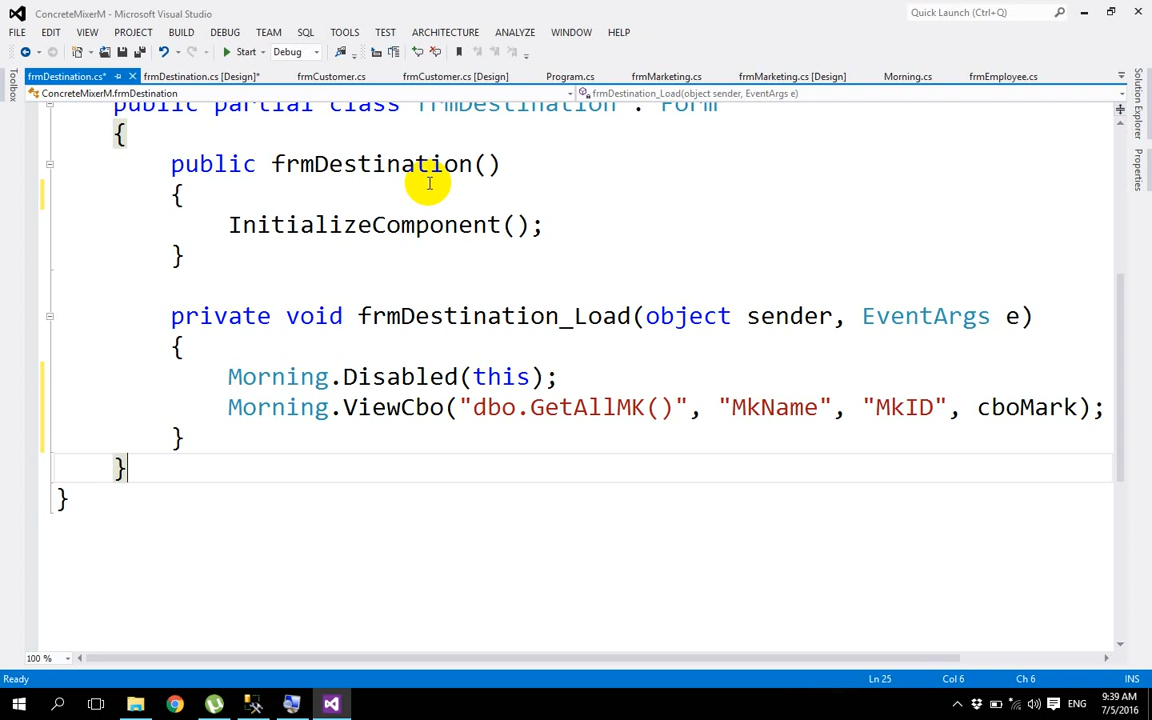 ConcreteMixerM - Microsoft Visual Studio
Quick Launch (Ctrl+Q)
FILE EDIT VIEW PROJECT BUILD DEBUG TEAM SQL TOOLS TEST ARCHITECTURE ANALYZE WINDOW HELP
Start Debug
frmDestination.cs* frmDestination.cs [Design]* frmCustomer.cs frmCustomer.cs [Design] Program.cs frmMarketing.cs frmMarketing.cs [Design] Morning.cs frmEmployee.cs
ConcreteMixerM.frmDestination frmDestination_Load(object sender, EventArgs e)
Toolbox
Solution Explorer
Properties
public partial class frmDestination : Form
{
public frmDestination()
{
InitializeComponent();
}
private void frmDestination_Load(object sender, EventArgs e)
{
Morning.Disabled(this);
Morning.ViewCbo("dbo.GetAllMK()", "MkName", "MkID", cboMark);
}
}
}
100 %
Ready Ln 25 Col 6 Ch 6 INS
ENG
9:39 AM
7/5/2016